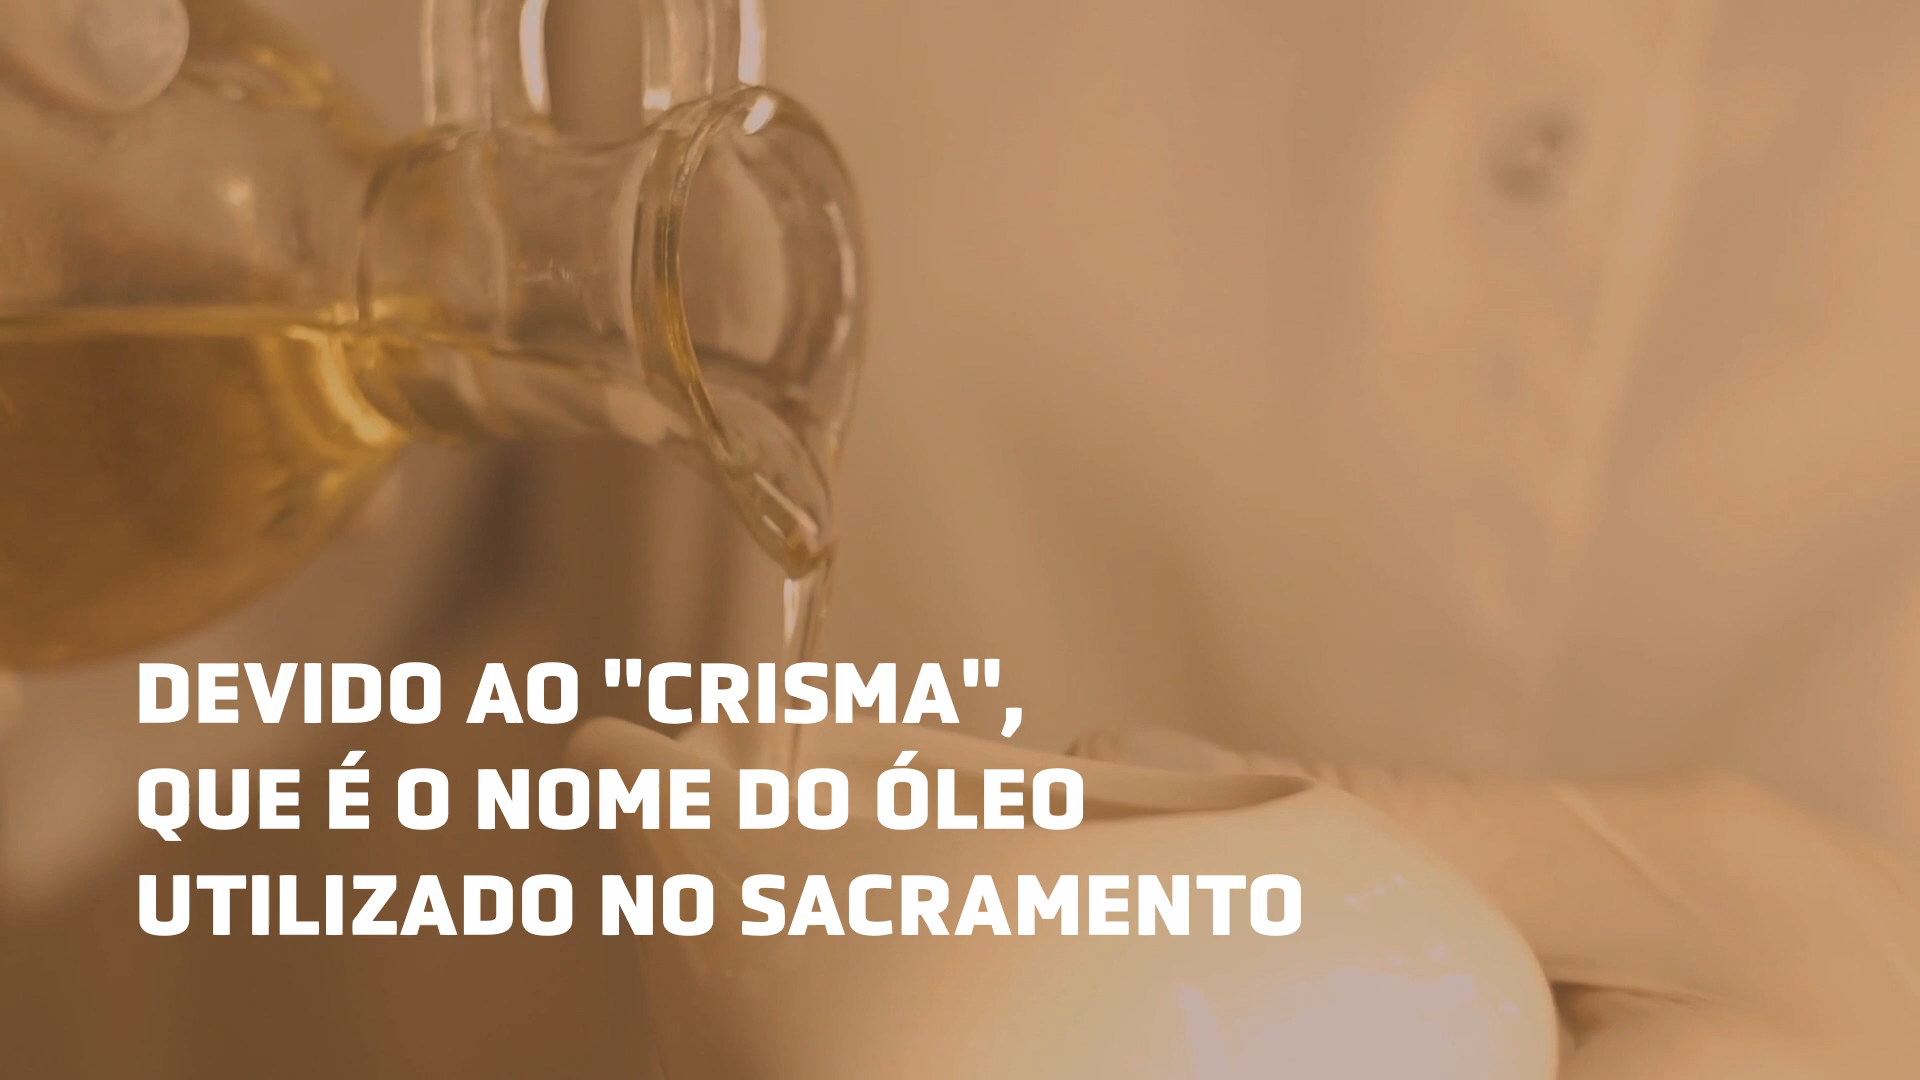 DEVIDO AO "CRISMA",
QUE É O NOME DO ÓLEO
UTILIZADO NO SACRAMENTO